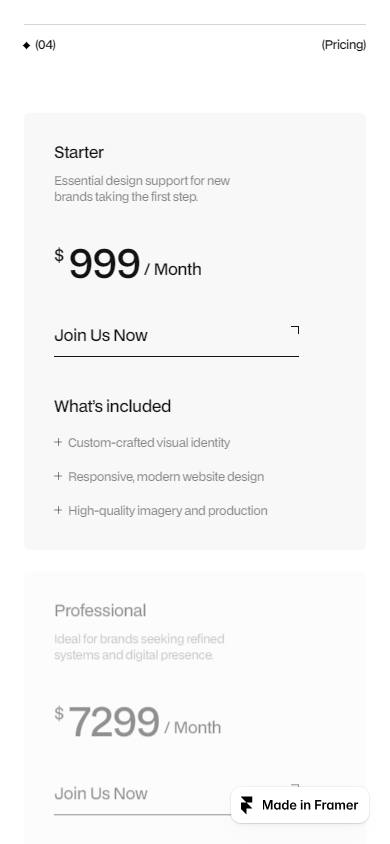 (04)
(Pricing)
Starter
Essential design support for new
brands taking the first step.
$ 999 / Month
Join Us Now
What's included
+ Custom-crafted visual identity
+ Responsive, modern website design
+ High-quality imagery and production
Professional
Ideal for brands seeking refined
systems and digital presence.
$ 7299 / Month
Join Us Now
Made in Framer